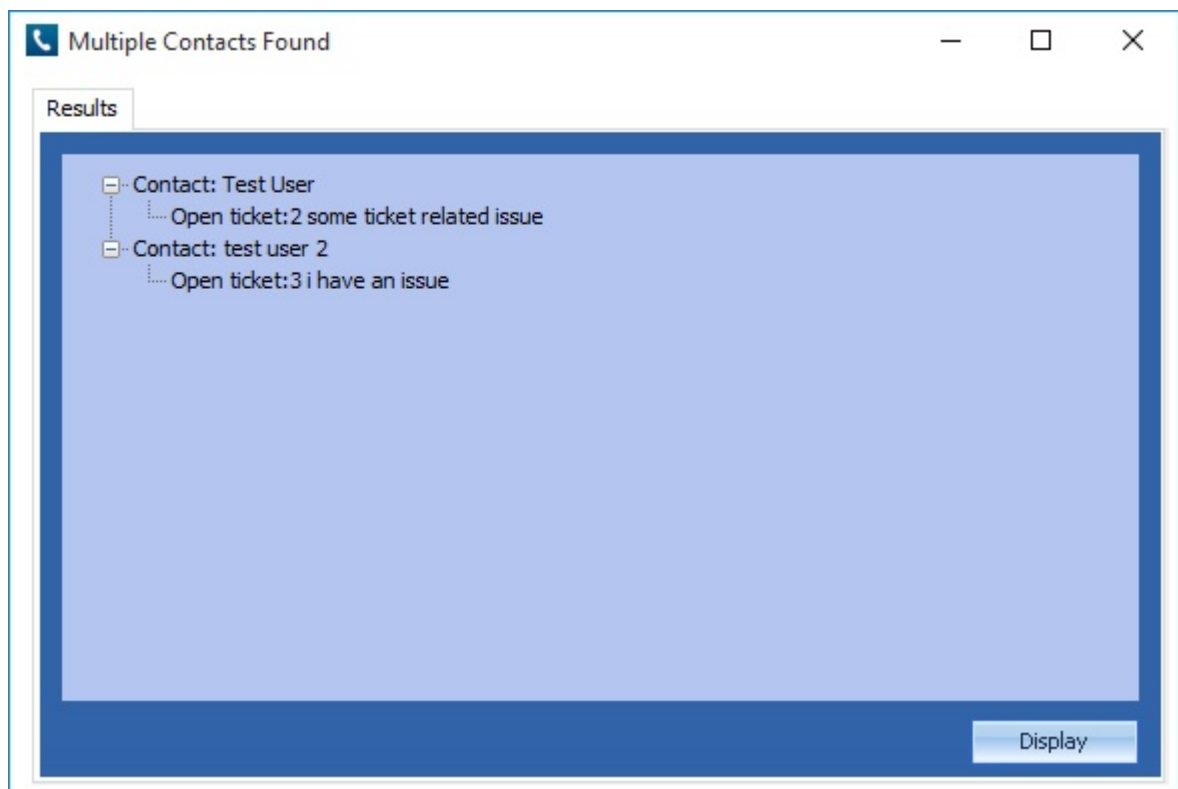 Multiple Contacts Found
Results
Contact: Test User
Open ticket:2 some ticket related issue
Contact: test user 2
Open ticket:3 i have an issue
Display